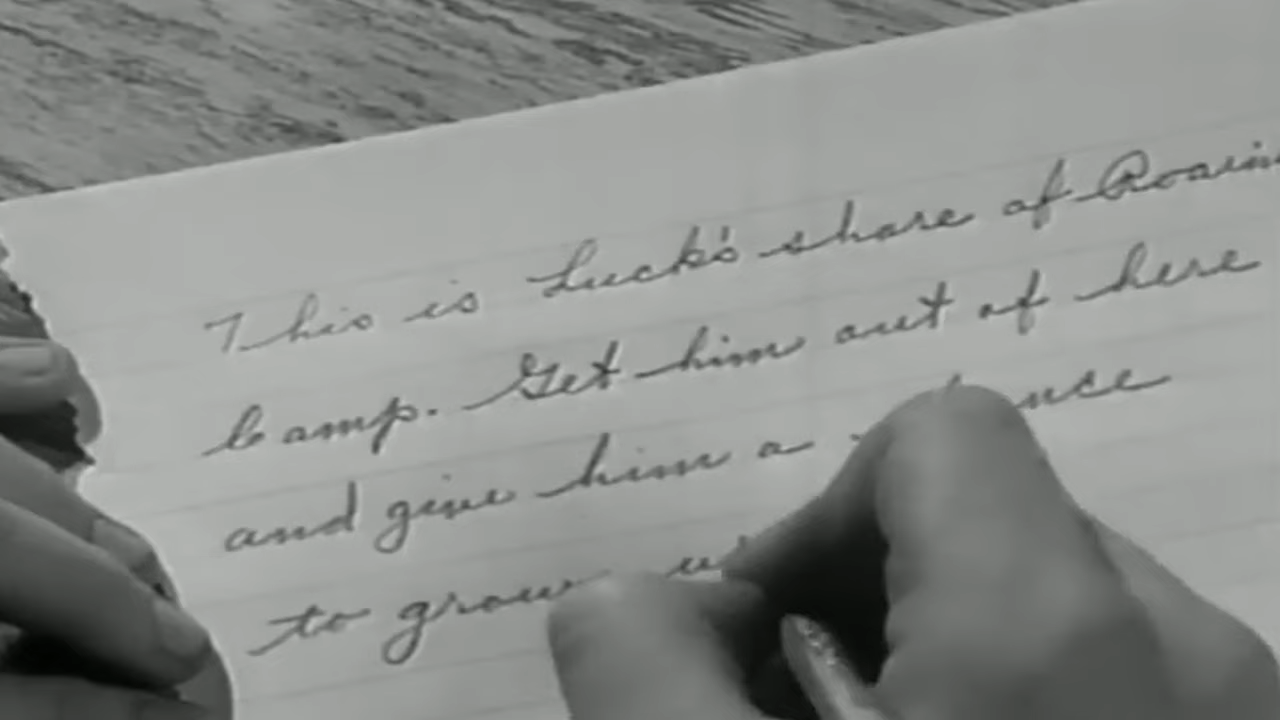 This is Luck's share of Roarin
Camp. Get him out of here
and give him a
to grow